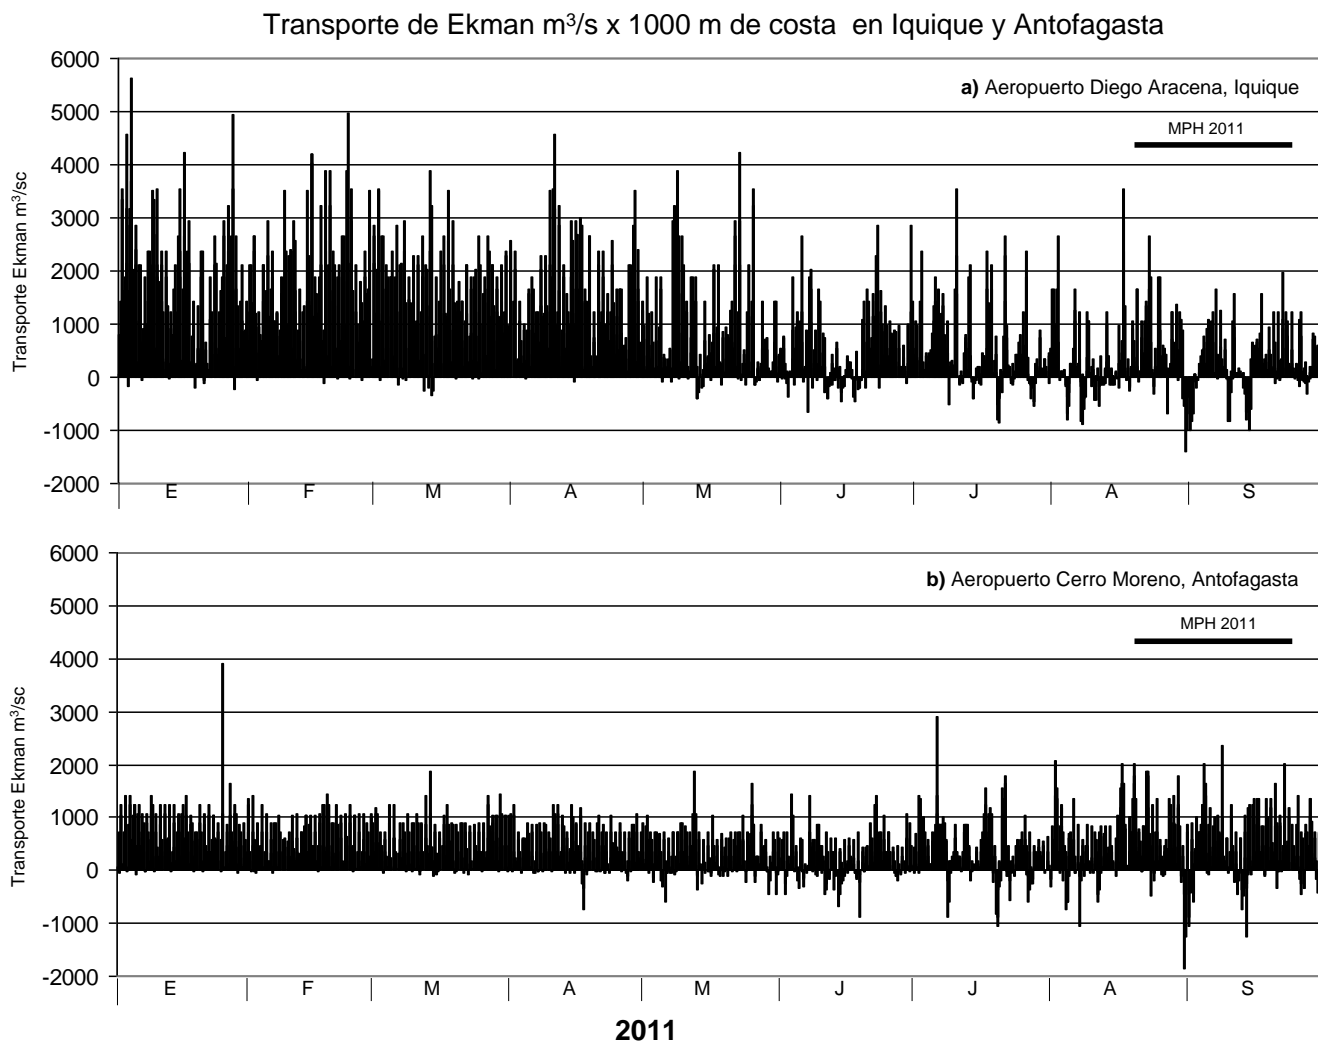 Transporte de Ekman m³/s x 1000 m de costa  en Iquique y Antofagasta
a) Aeropuerto Diego Aracena, Iquique
MPH 2011
Transporte Ekman m³/sc
6000
5000
4000
3000
2000
1000
0
-1000
-2000
E F M A M J J A S
b) Aeropuerto Cerro Moreno, Antofagasta
MPH 2011
Transporte Ekman m³/sc
6000
5000
4000
3000
2000
1000
0
-1000
-2000
E F M A M J J A S
2011